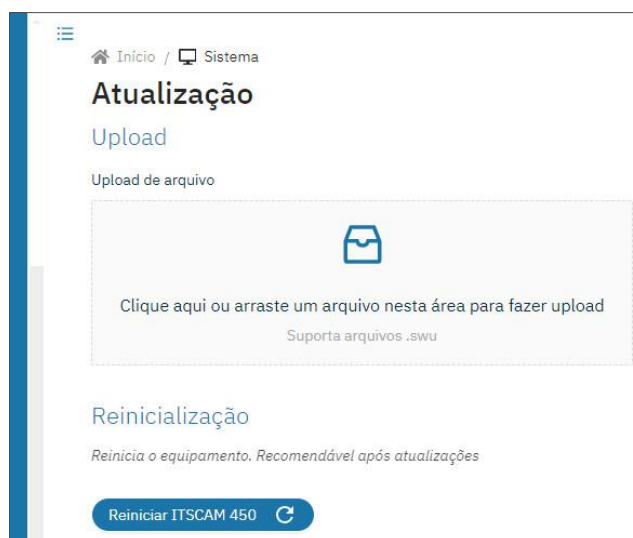 Início / Sistema
Atualização
Upload
Upload de arquivo
Clique aqui ou arraste um arquivo nesta área para fazer upload
Suporta arquivos .swu
Reinicialização
Reinicia o equipamento. Recomendável após atualizações
Reiniciar ITSCAM 450